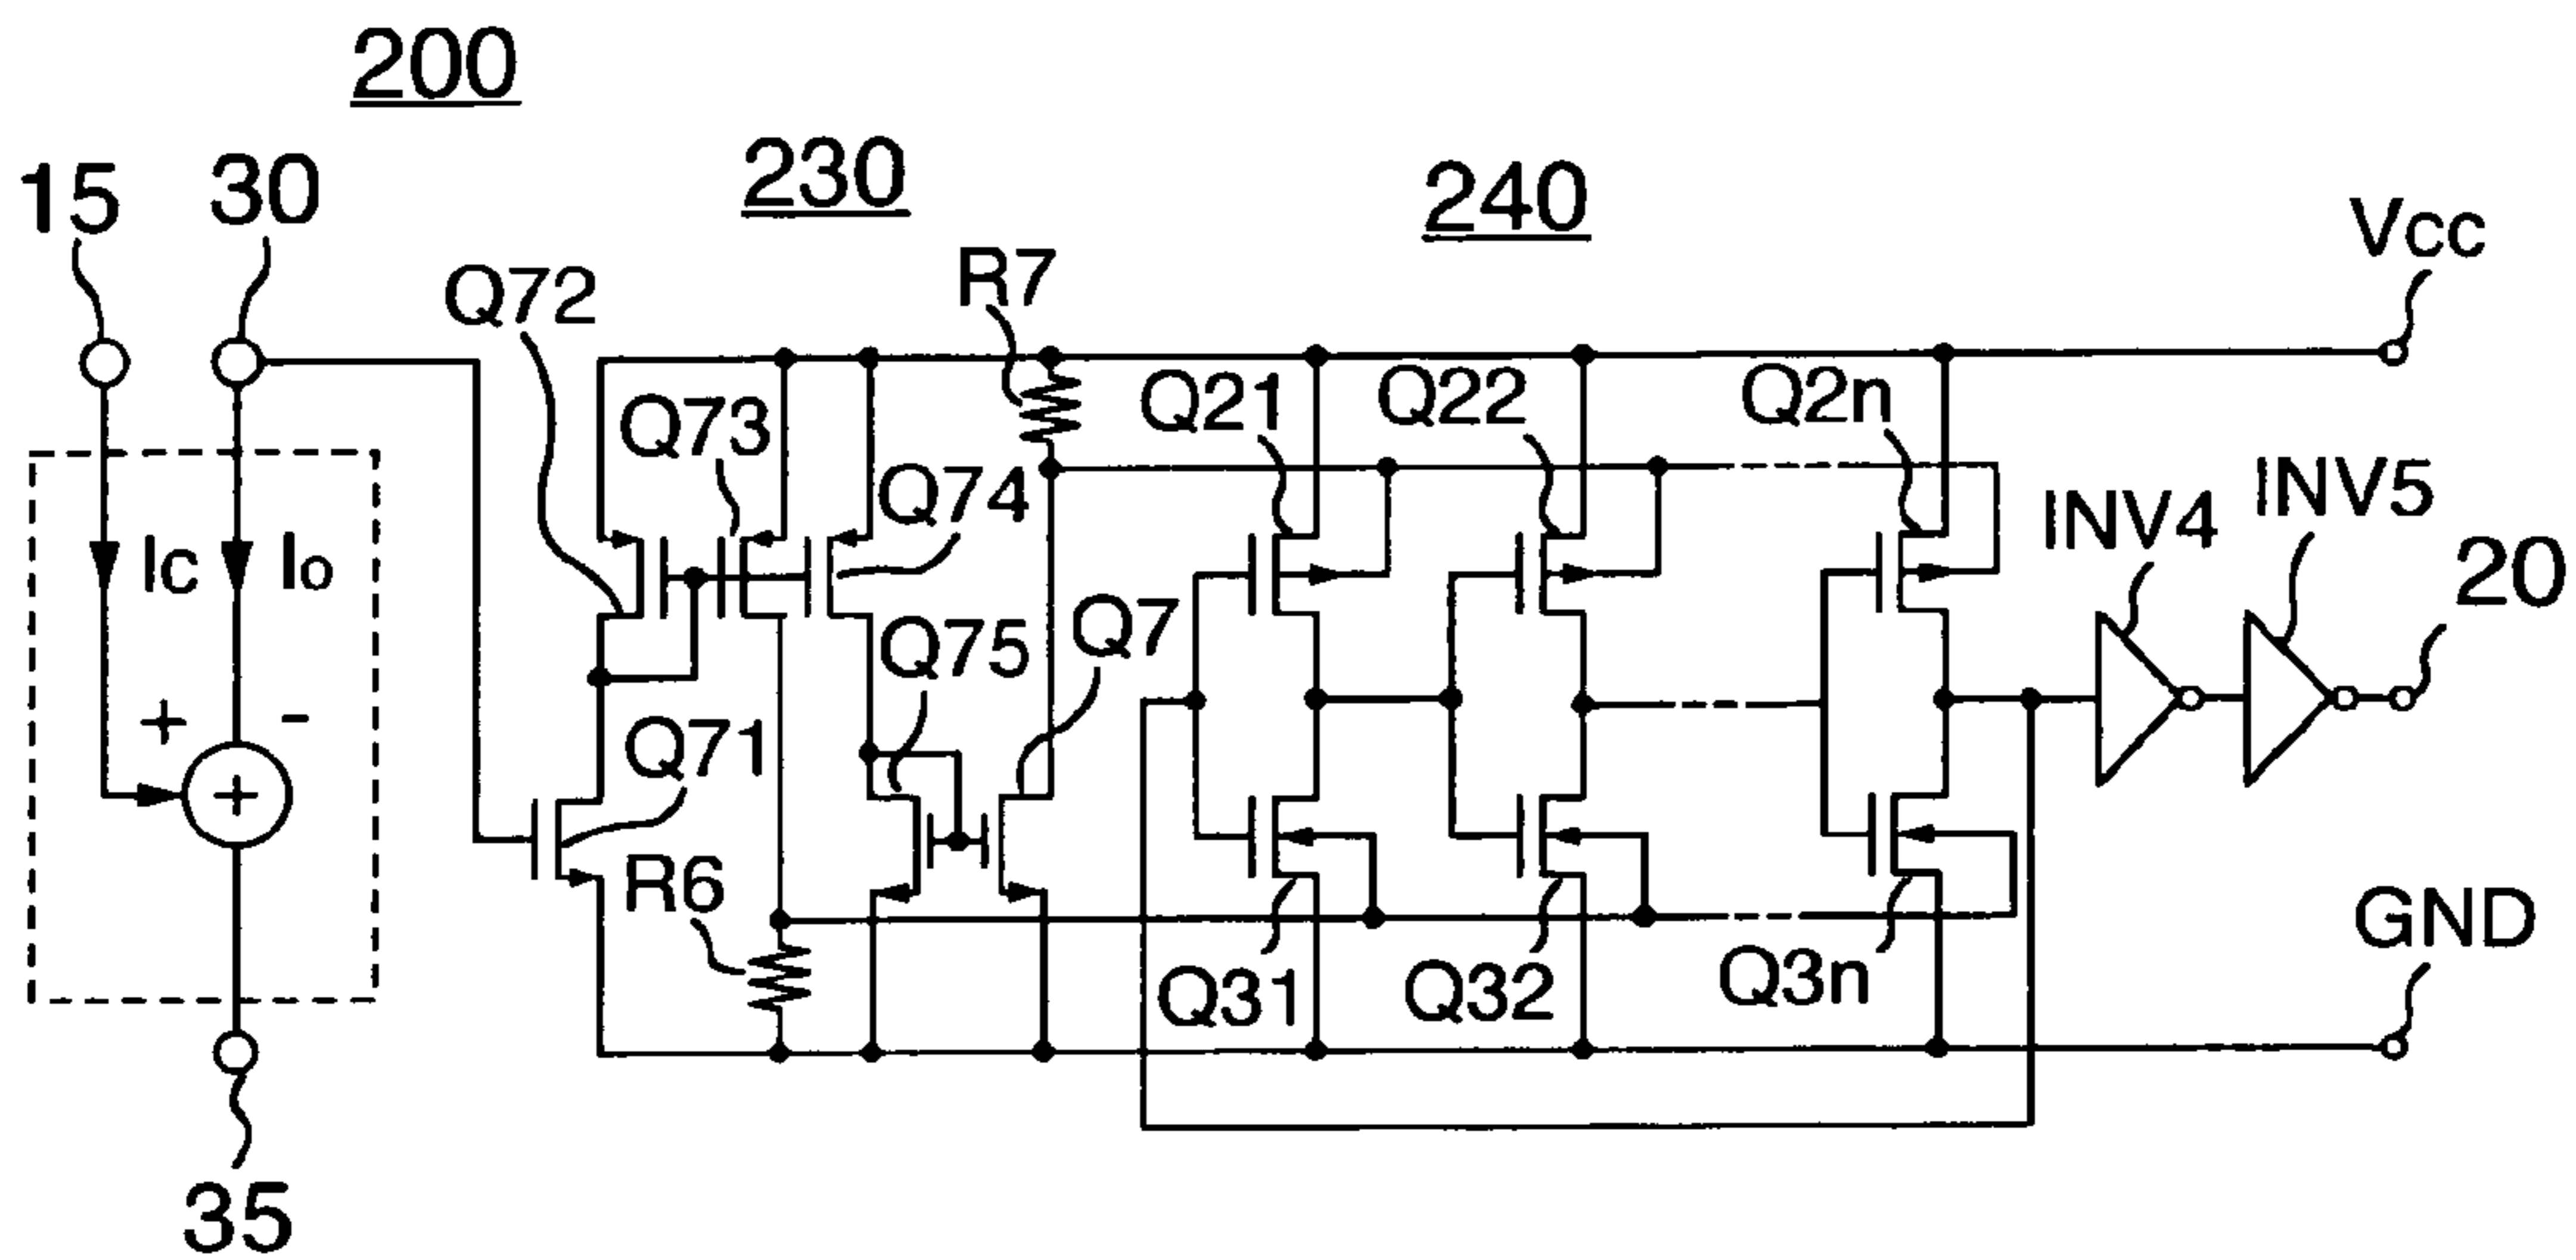 200
15
30
230
240
Vcc
Q72
R7
Q73
Q74
Q21
Q22
Q2n
INV4
INV5
20
Ic
Io
+
-
+
Q71
Q75
Q7
R6
Q31
Q32
Q3n
GND
35